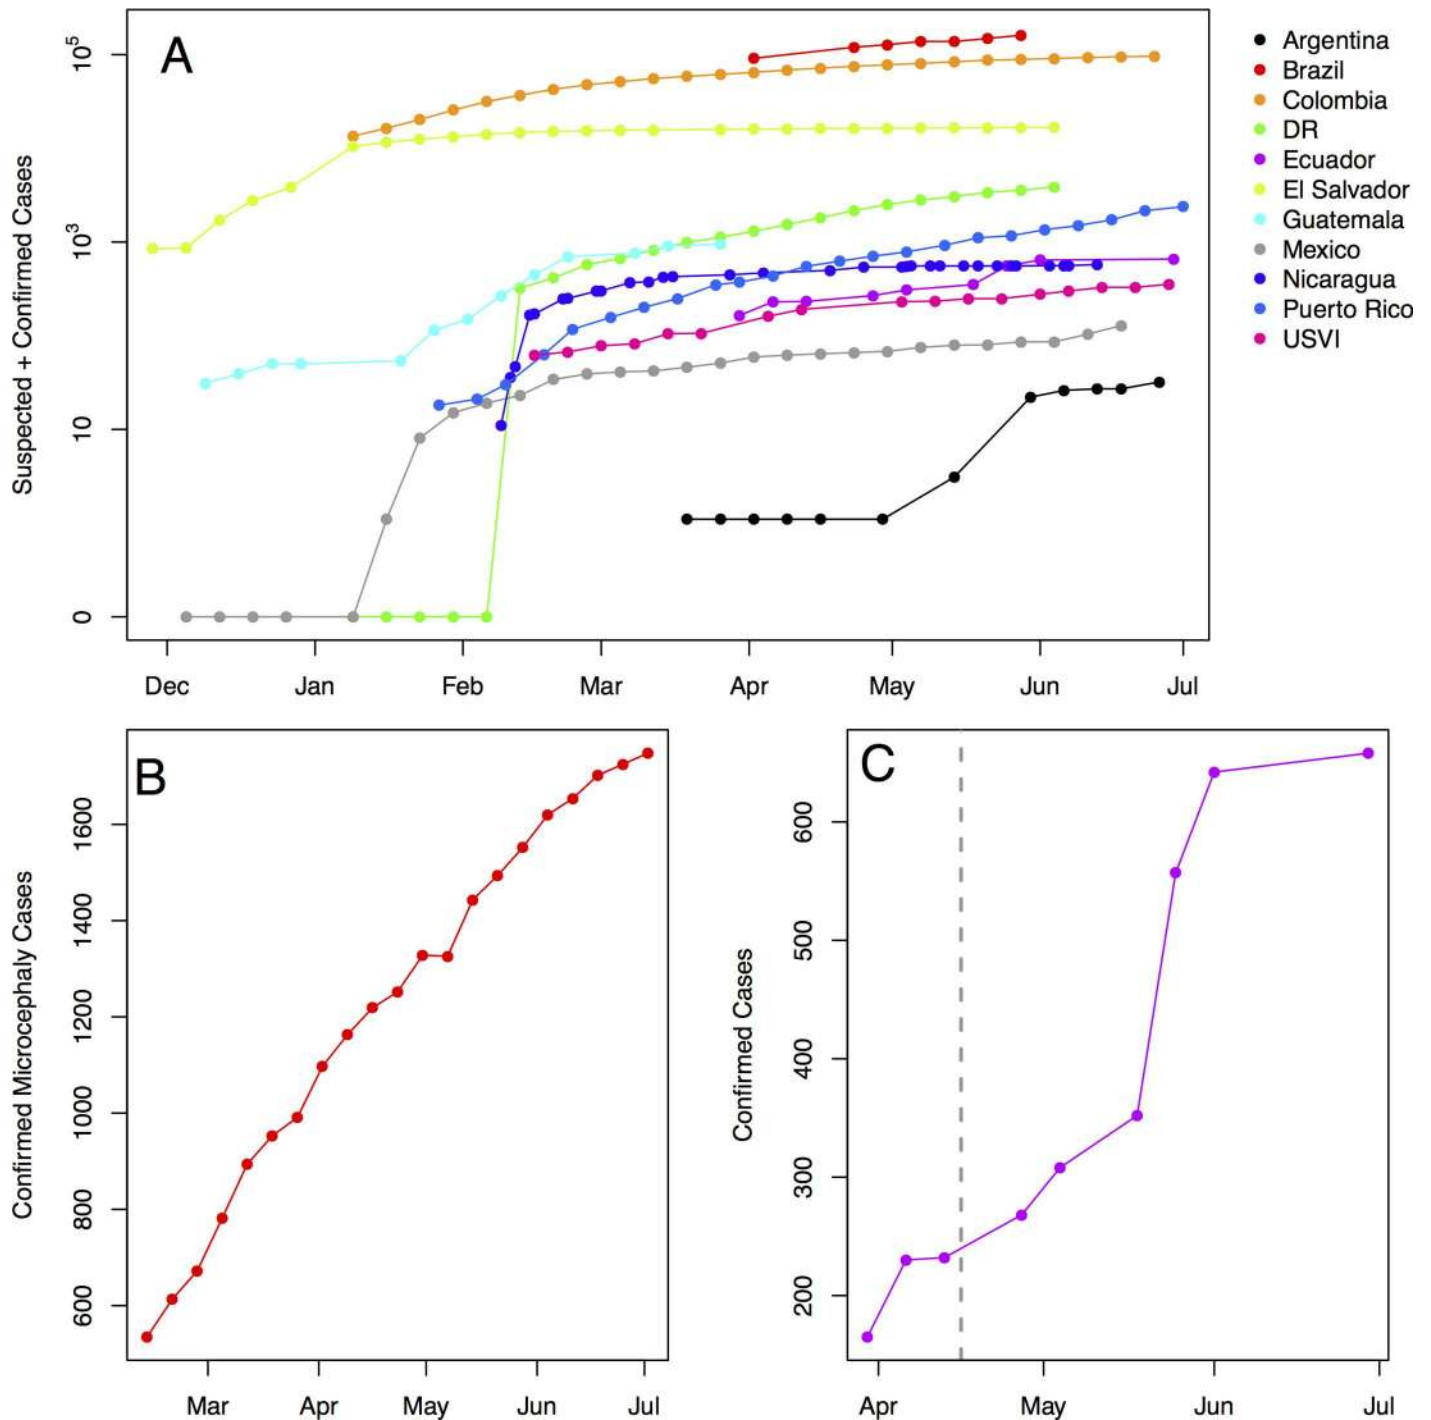 A
Suspected + Confirmed Cases
10^5
10^3
10
0
Dec Jan Feb Mar Apr May Jun Jul
Argentina
Brazil
Colombia
DR
Ecuador
El Salvador
Guatemala
Mexico
Nicaragua
Puerto Rico
USVI
B
Confirmed Microcephaly Cases
1600
1400
1200
1000
800
600
Mar Apr May Jun Jul
C
Confirmed Cases
600
500
400
300
200
Apr May Jun Jul